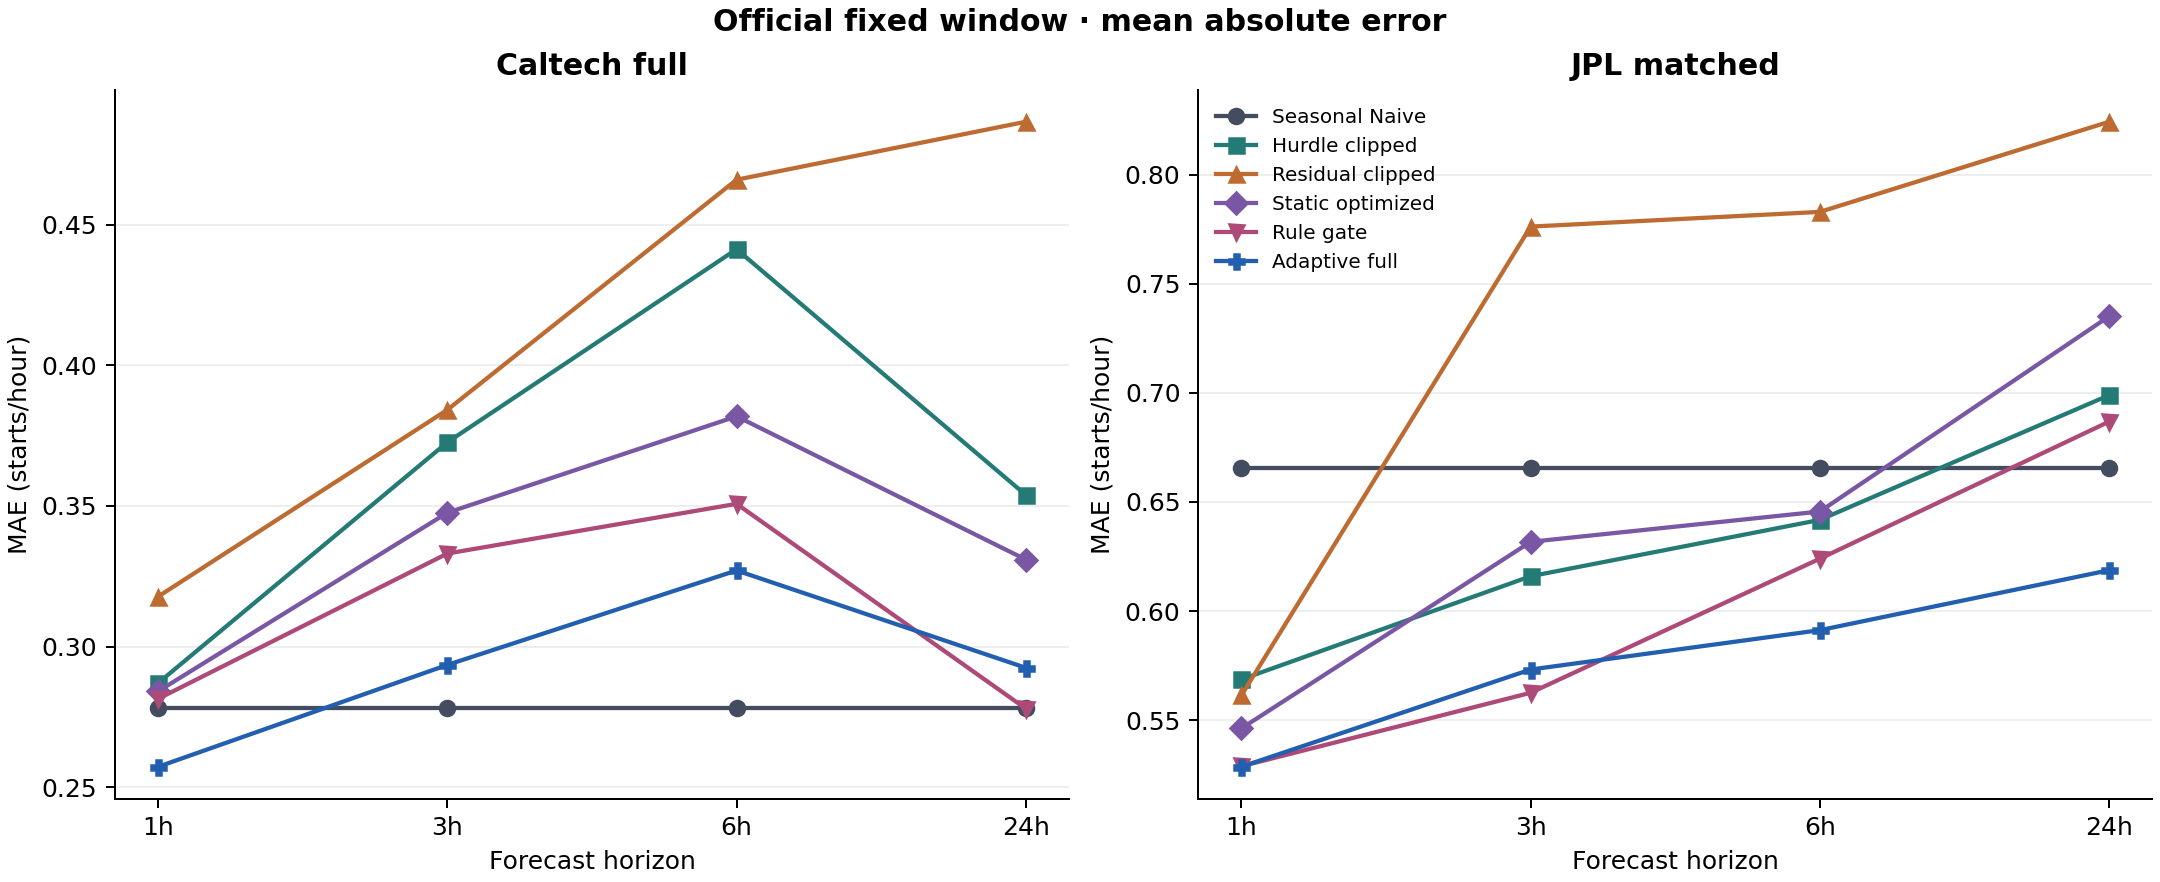 Official fixed window · mean absolute error
Caltech full
MAE (starts/hour)
0.45
0.40
0.35
0.30
0.25
1h 3h 6h 24h
Forecast horizon
JPL matched
MAE (starts/hour)
0.80
0.75
0.70
0.65
0.60
0.55
Seasonal Naive
Hurdle clipped
Residual clipped
Static optimized
Rule gate
Adaptive full
1h 3h 6h 24h
Forecast horizon